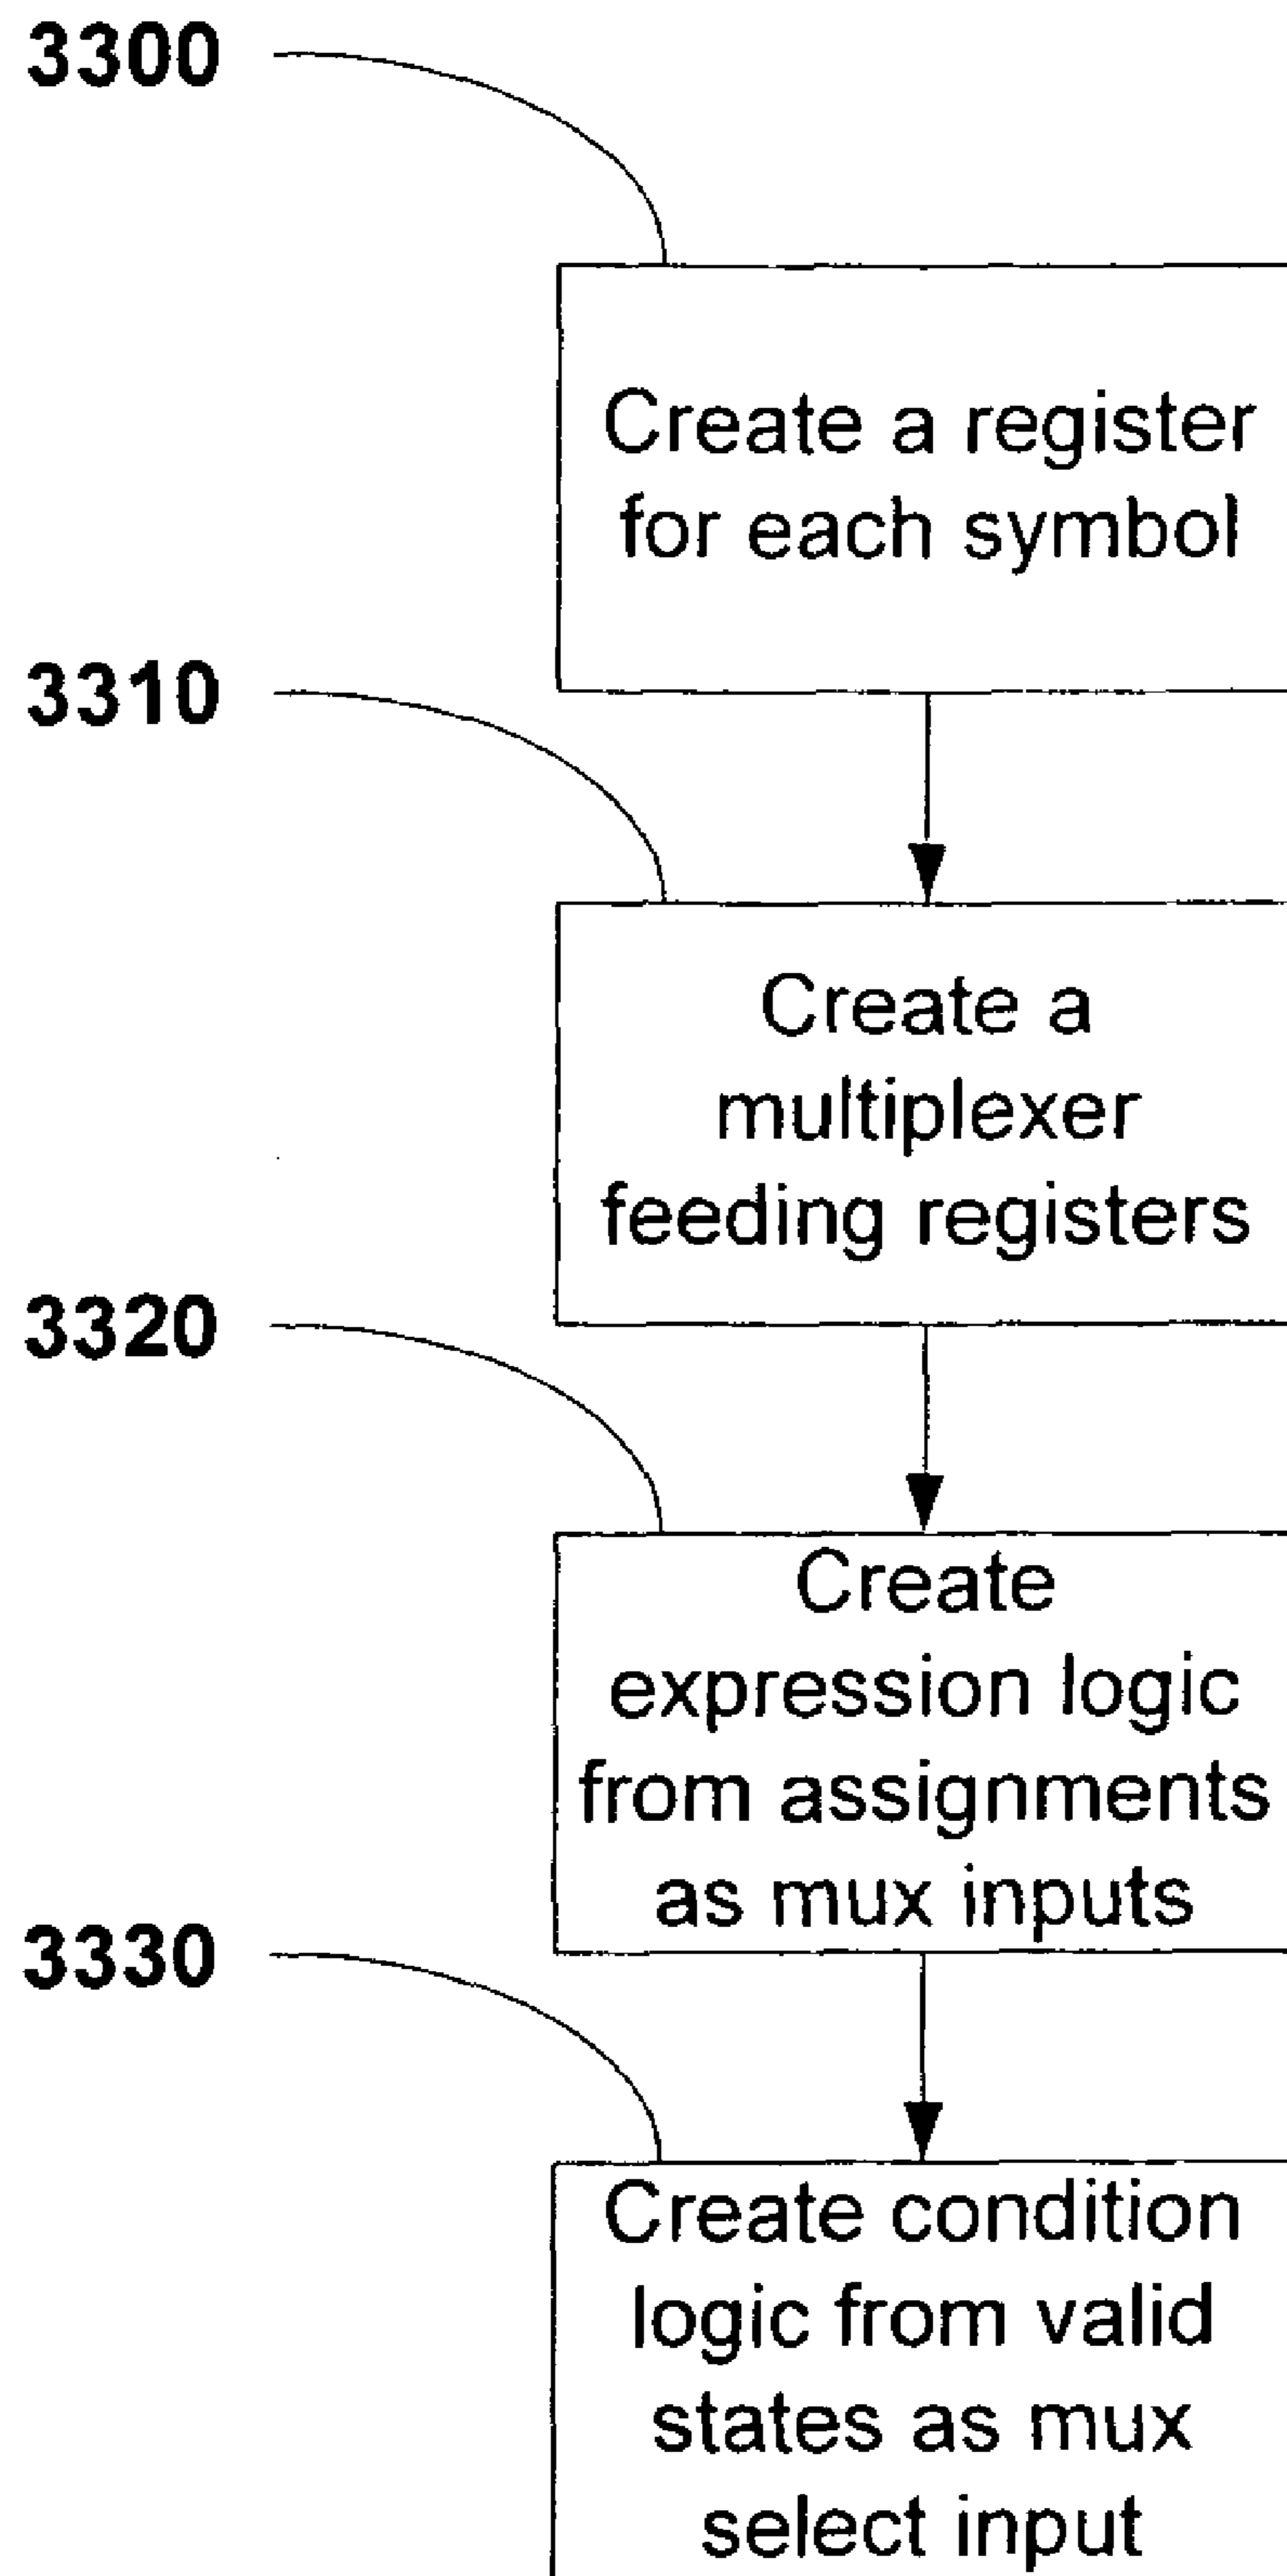 3300
Create a register
for each symbol
3310
Create a
multiplexer
feeding registers
3320
Create
expression logic
from assignments
as mux inputs
3330
Create condition
logic from valid
states as mux
select input